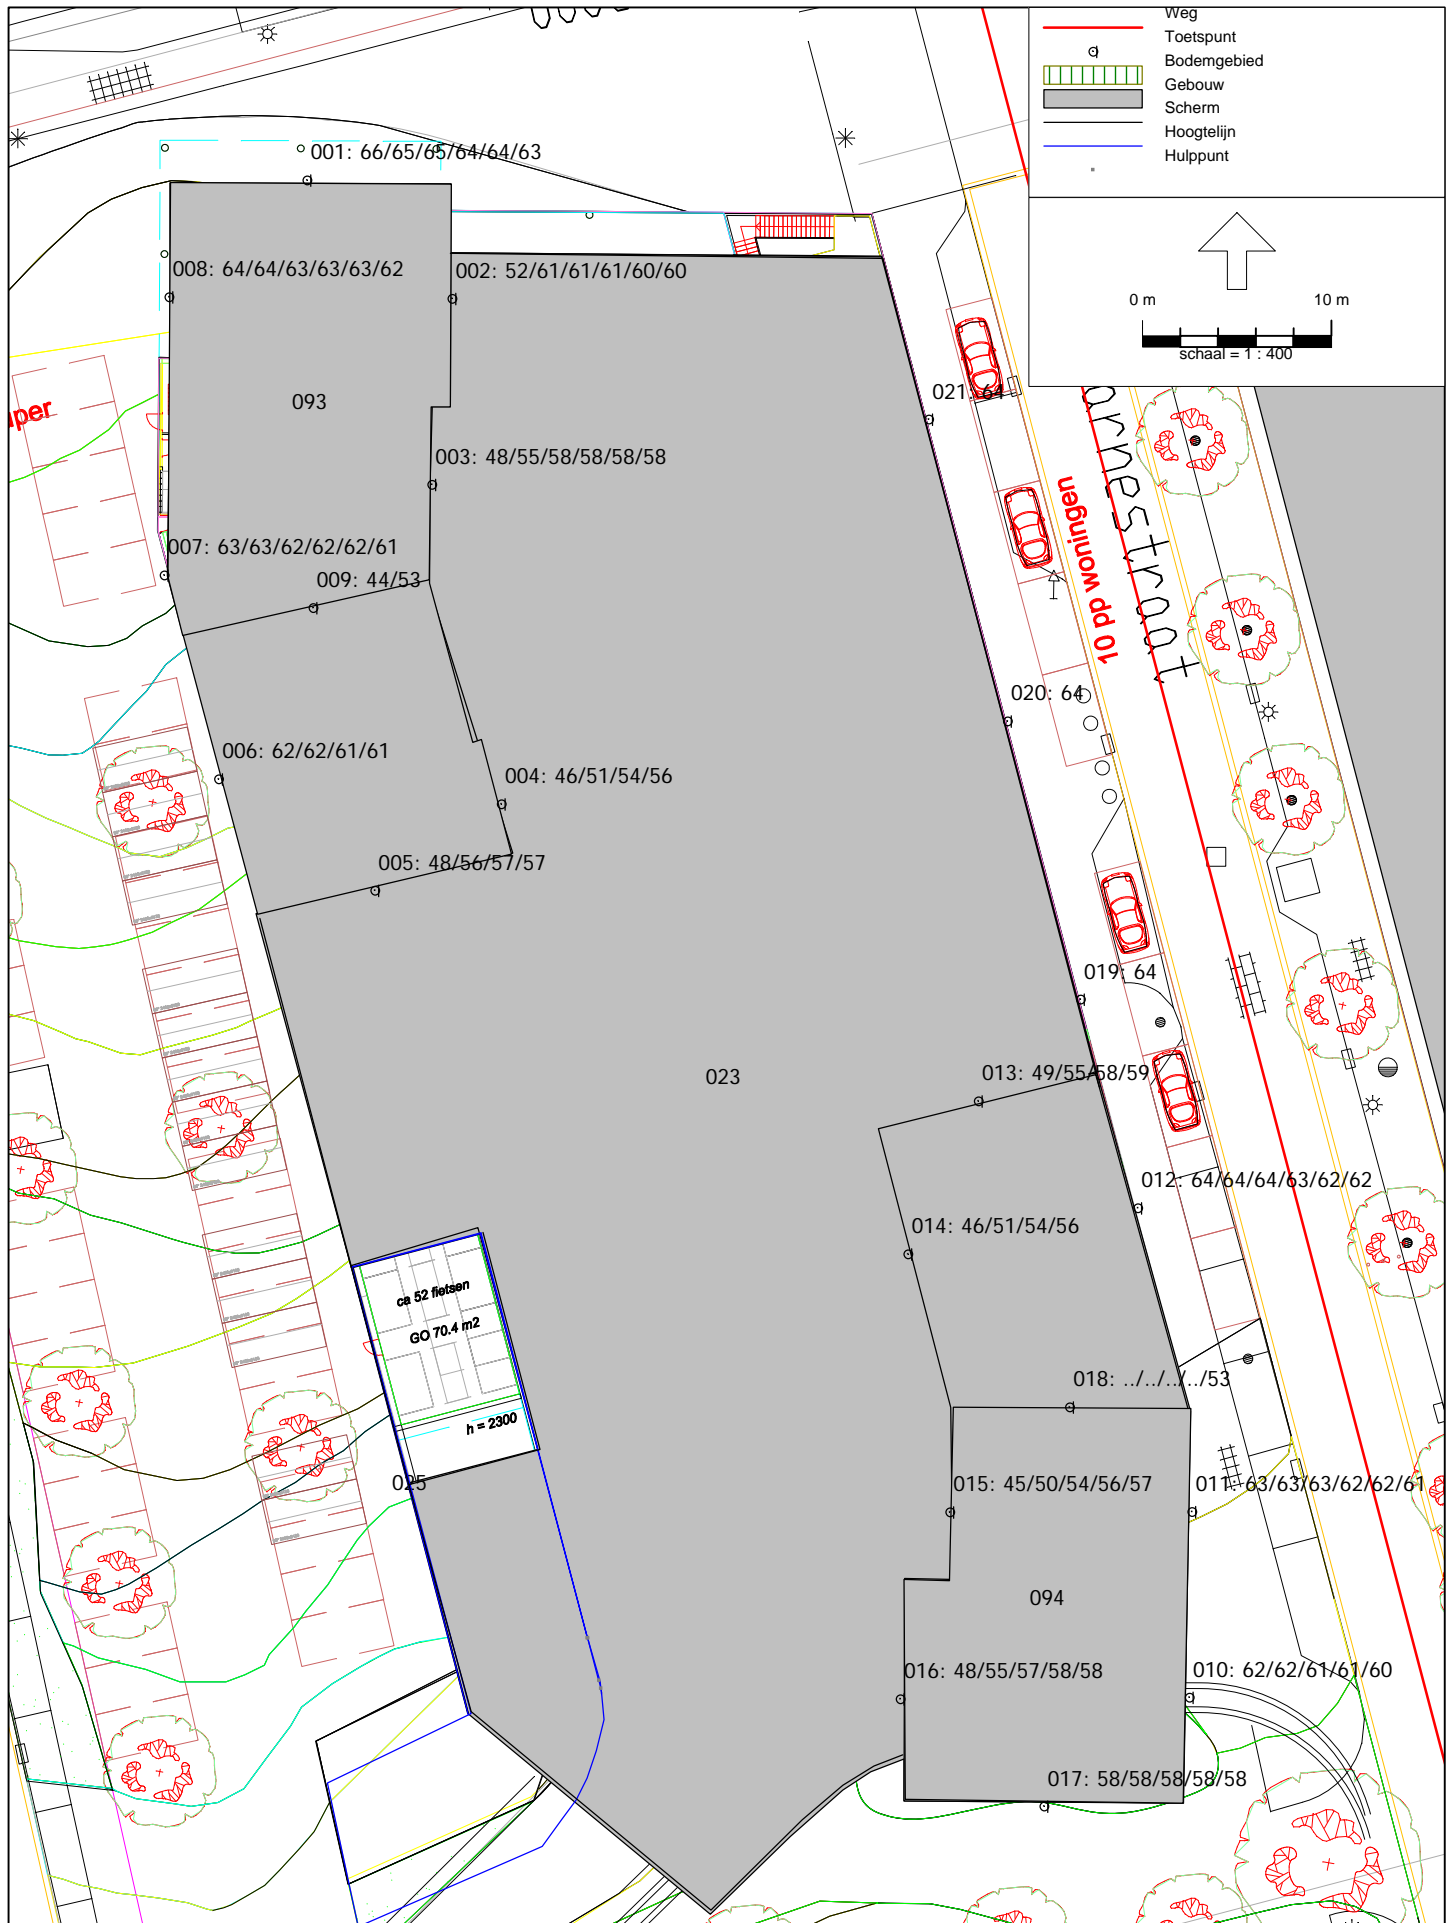 Weg
Toetspunt
Bodemgebied
Gebouw
Scherm
Hoogtelijn
Hulppunt
0 m 10 m
schaal = 1 : 400
001: 66/65/65/64/64/63
008: 64/64/63/63/63/62
002: 52/61/61/61/60/60
093
021: 64
003: 48/55/58/58/58/58
007: 63/63/62/62/62/61
009: 44/53
10 pp woningen
arnestraat
020: 64
006: 62/62/61/61
004: 46/51/54/56
005: 48/56/57/57
019: 64
023
013: 49/55/58/59
012: 64/64/64/63/62/62
014: 46/51/54/56
ca 52 fietsen
GO 70.4 m2
018: ../../../../53
h = 2300
025
015: 45/50/54/56/57
011: 63/63/63/62/62/61
094
016: 48/55/57/58/58
010: 62/62/61/61/60
017: 58/58/58/58/58